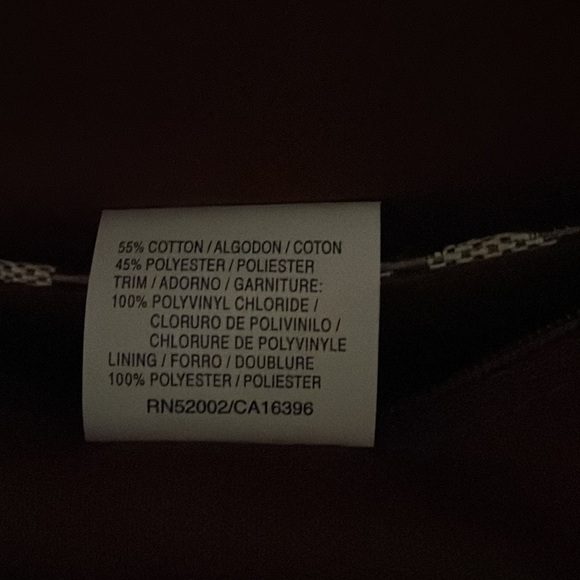 55% COTTON / ALGODON / COTON
45% POLYESTER / POLIESTER
TRIM / ADORNO / GARNITURE:
100% POLYVINYL CHLORIDE /
CLORURO DE POLIVINILO /
CHLORURE DE POLYVINYLE
LINING / FORRO / DOUBLURE
100% POLYESTER / POLIESTER
RN52002/CA16396